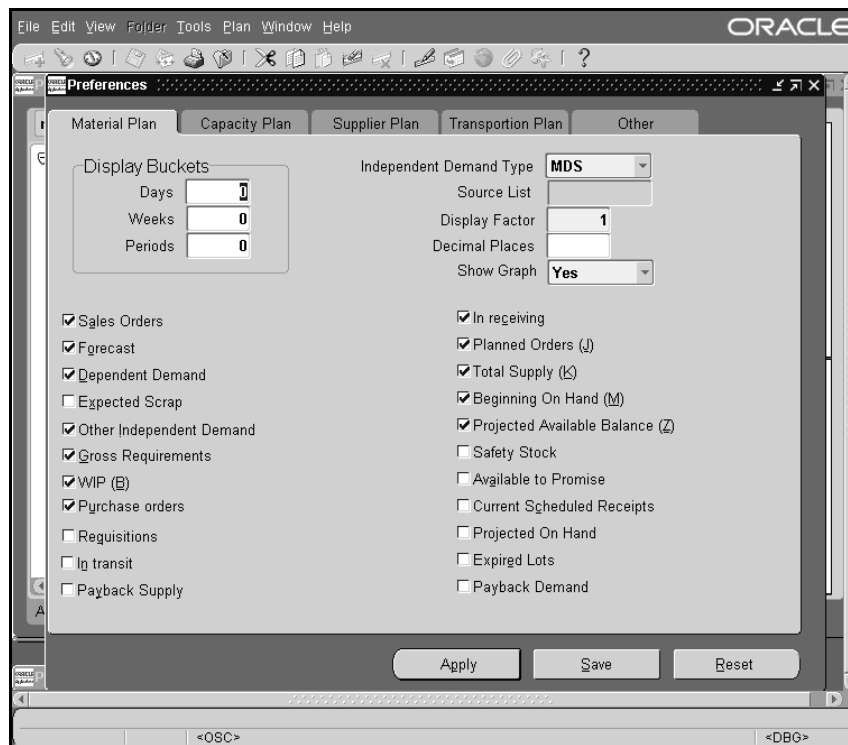 File Edit View Folder Tools Plan Window Help
ORACLE
Preferences
Material Plan Capacity Plan Supplier Plan Transportion Plan Other
Display Buckets
Days 0
Weeks 0
Periods 0
Independent Demand Type MDS
Source List
Display Factor 1
Decimal Places
Show Graph Yes
Sales Orders
Forecast
Dependent Demand
Expected Scrap
Other Independent Demand
Gross Requirements
WIP (B)
Purchase orders
Requisitions
In transit
Payback Supply
In receiving
Planned Orders (J)
Total Supply (K)
Beginning On Hand (M)
Projected Available Balance (Z)
Safety Stock
Available to Promise
Current Scheduled Receipts
Projected On Hand
Expired Lots
Payback Demand
Apply Save Reset
<OSC> <DBG>